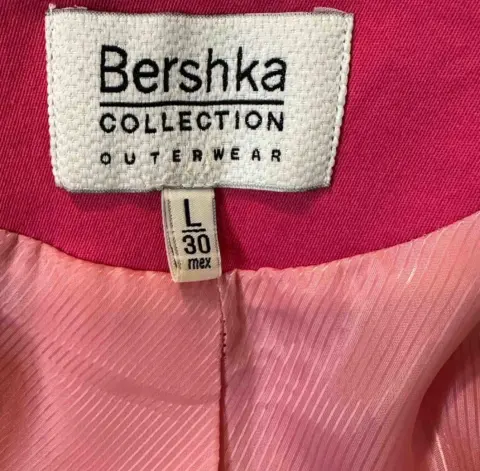 Bershka
COLLECTION
OUTERWEAR
L
30
mex